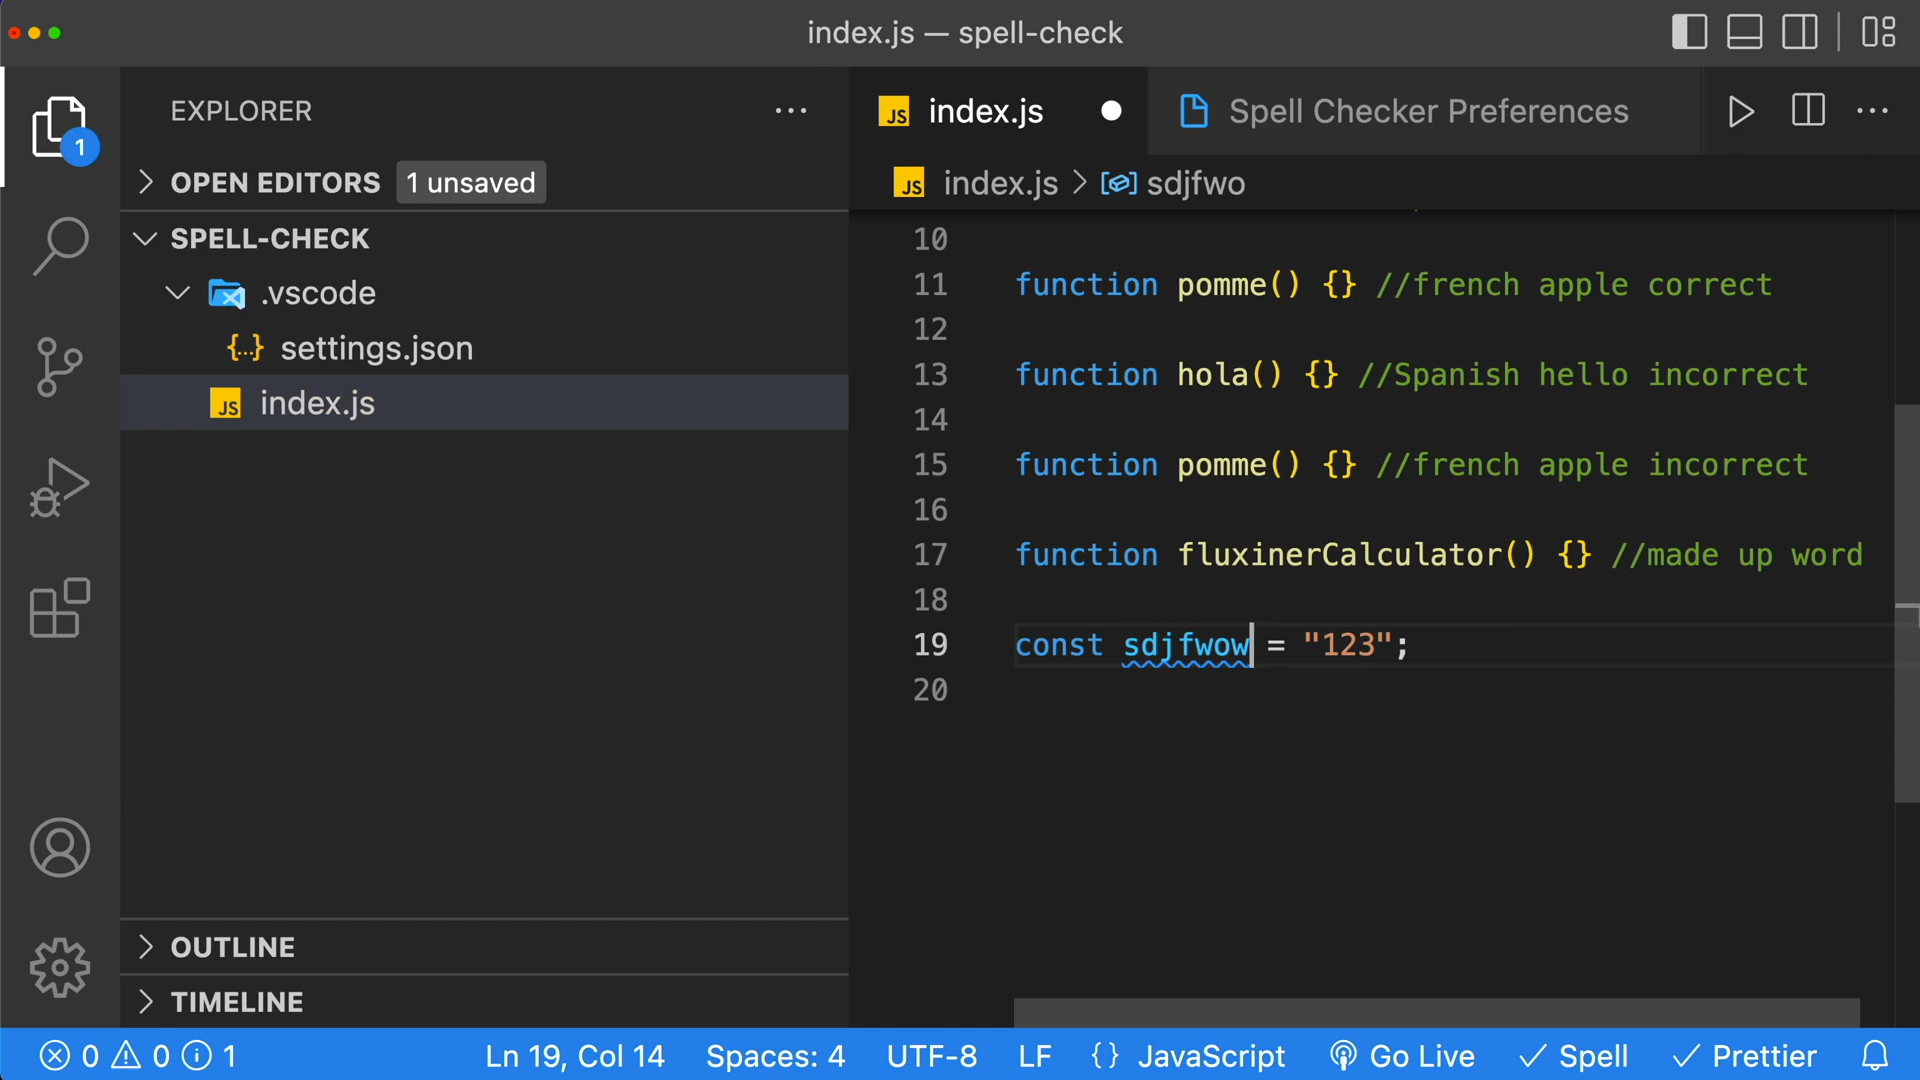 index.js — spell-check
EXPLORER
index.js
Spell Checker Preferences
1
OPEN EDITORS 1 unsaved
index.js > sdjfwo
SPELL-CHECK
.vscode
{..} settings.json
JS index.js
10
11 function pomme() {} //french apple correct
12
13 function hola() {} //Spanish hello incorrect
14
15 function pomme() {} //french apple incorrect
16
17 function fluxinerCalculator() {} //made up word
18
19 const sdjfwow = "123";
20
OUTLINE
TIMELINE
0 0 1 Ln 19, Col 14 Spaces: 4 UTF-8 LF {} JavaScript Go Live Spell Prettier